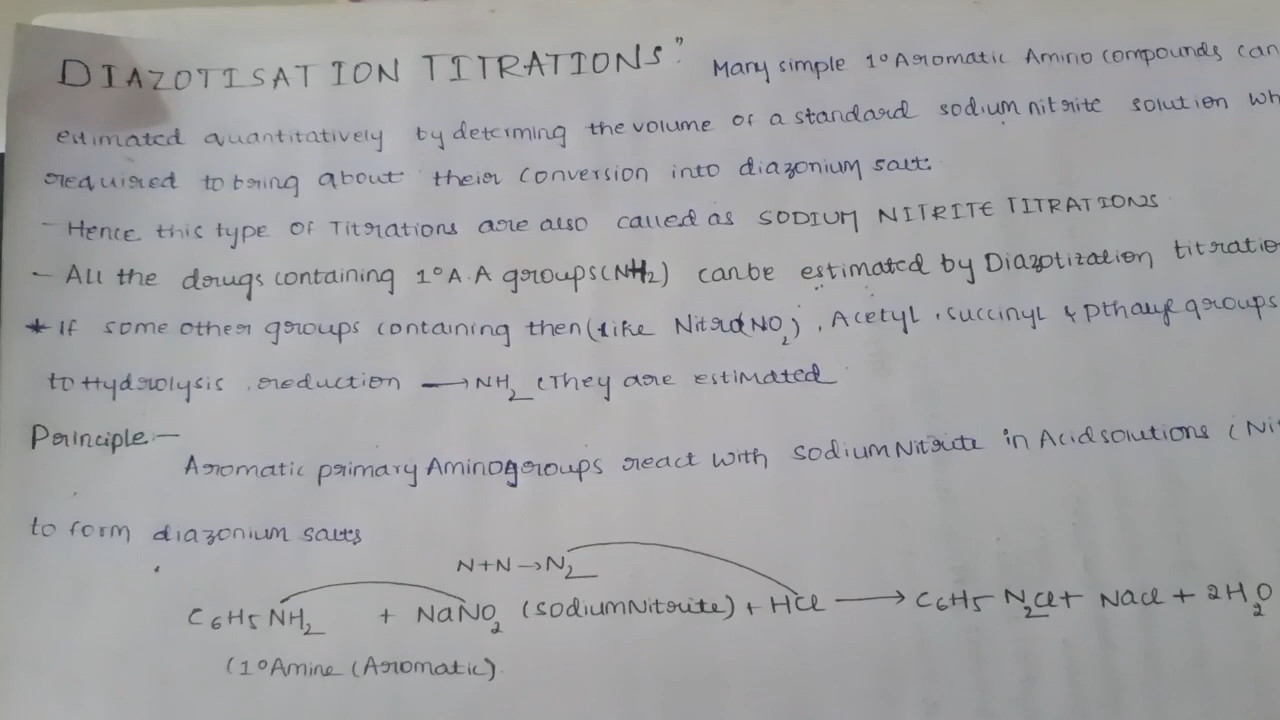 DIAZOTISATION TITRATIONS" Many simple 1° Aromatic Amino compounds can
estimated quantitatively by determing the volume of a standard sodium nitrite solution wh
required to bring about their conversion into diazonium salt.
- Hence this type of Titrations are also called as SODIUM NITRITE TITRATIONS
- All the drugs containing 1° A.A groups (NH2) canbe estimated by Diazotization titratio
* If some other groups containing then (like Nitro (NO2), Acetyl, succinyl & groups
to Hydrolysis, reduction → NH2 (They are estimated
Principle:-
Aromatic primary Aminogroups react with sodium Nitrite in Acid solutions (Ni
to form diazonium salts
N+N→N2
C6H5NH2 + NaNO2 (sodium Nitrite) + HCl → C6H5N2Cl + NaCl + 2H2O
(1° Amine (Aromatic).